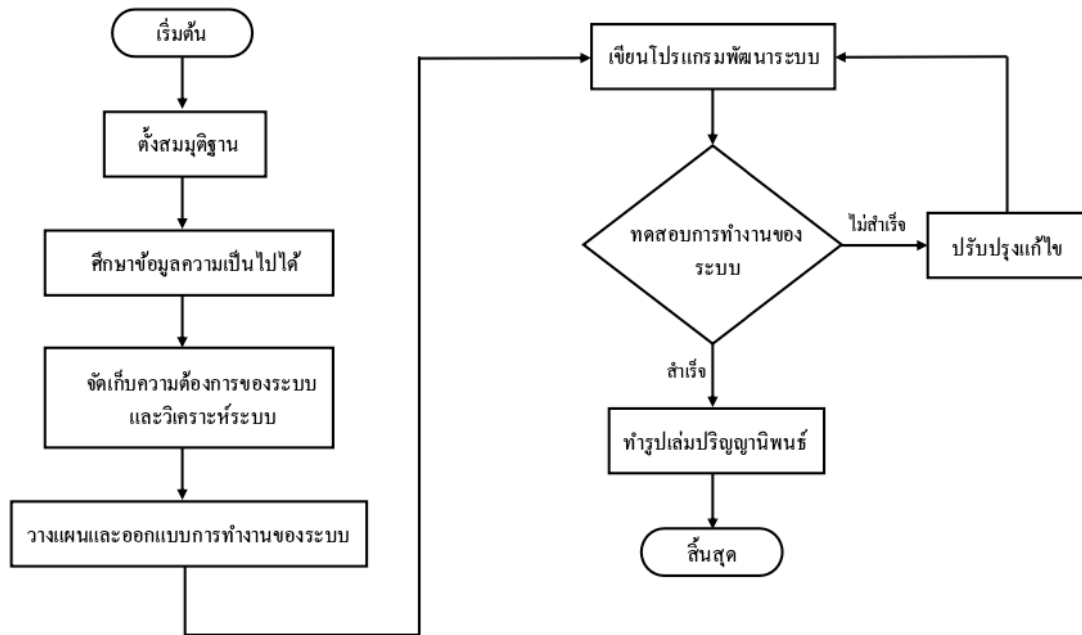 เริ่มต้น
ตั้งสมมุติฐาน
ศึกษาข้อมูลความเป็นไปได้
จัดเก็บความต้องการของระบบ
และวิเคราะห์ระบบ
วางแผนและออกแบบการทำงานของระบบ
เขียนโปรแกรมพัฒนาระบบ
ทดสอบการทำงานของ
ระบบ
ไม่สำเร็จ
ปรับปรุงแก้ไข
สำเร็จ
ทำรูปเล่มปริญญานิพนธ์
สิ้นสุด